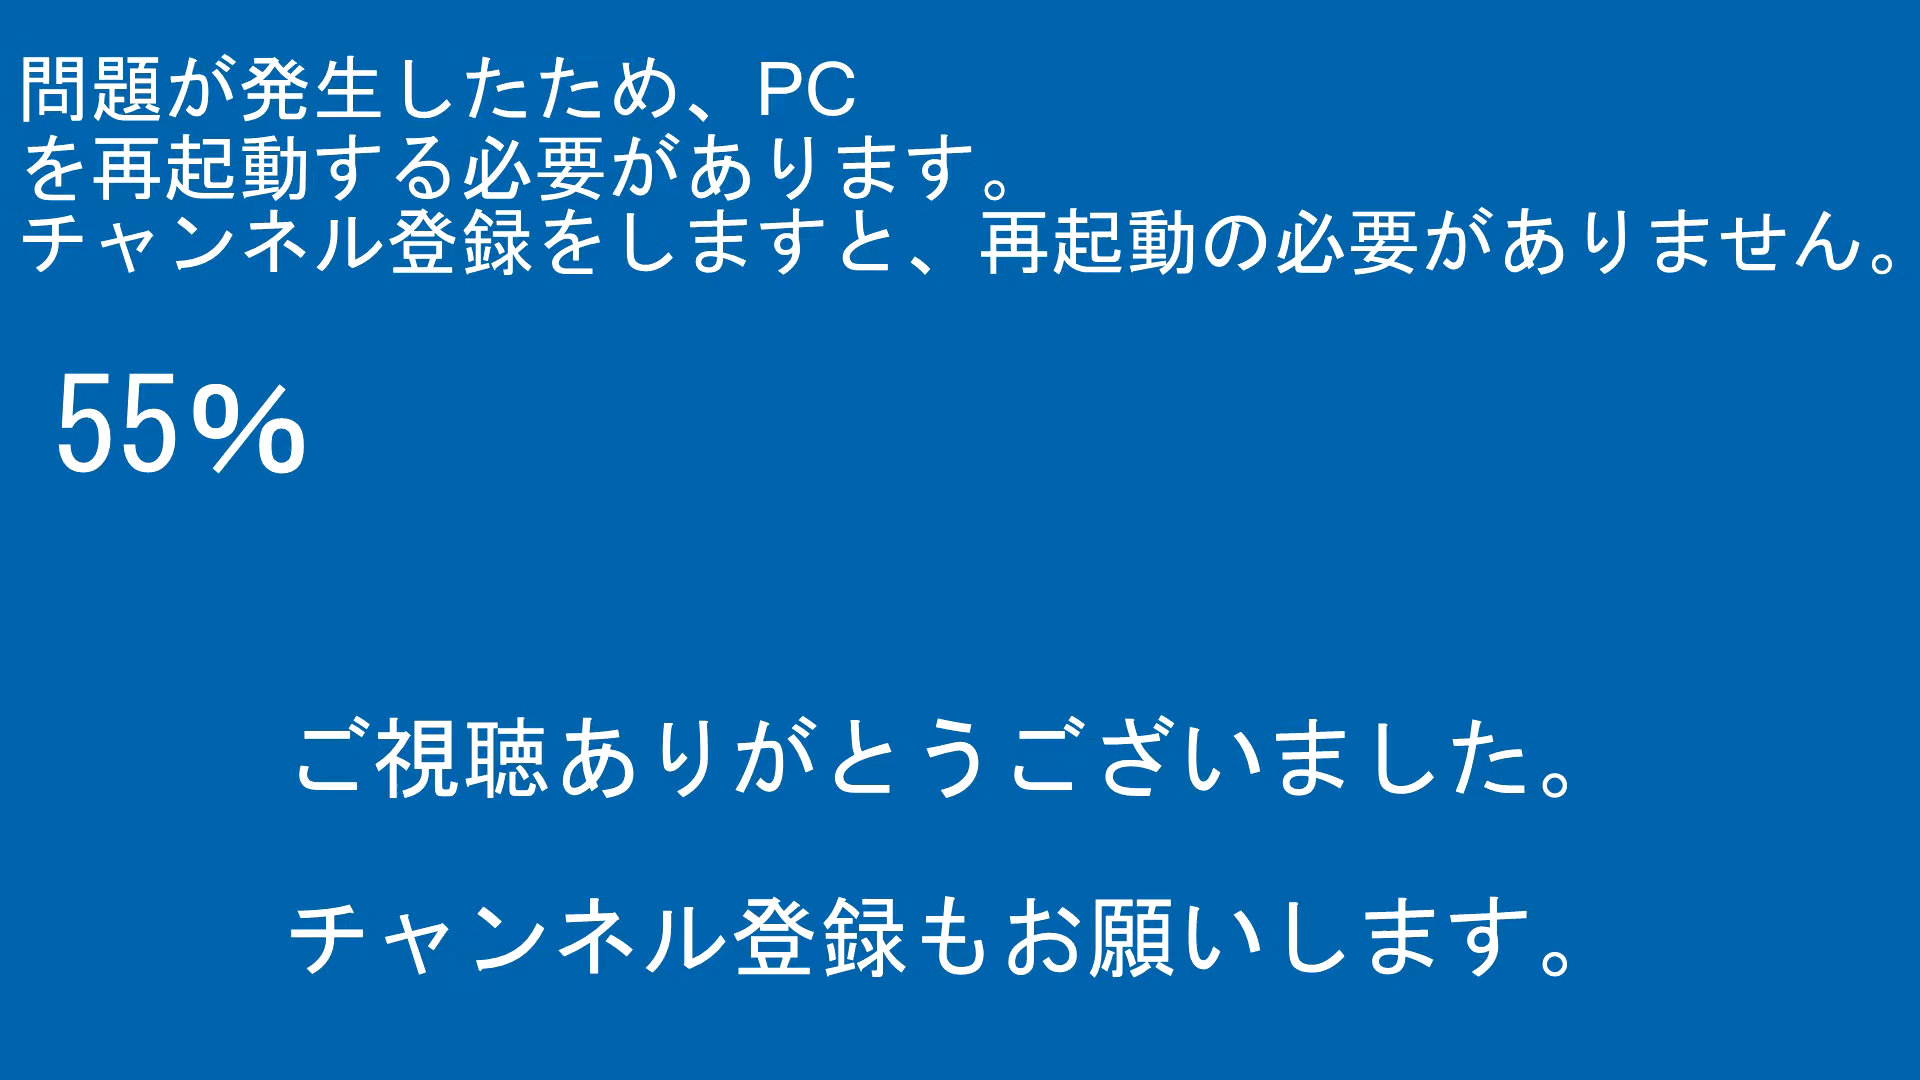 問題が発生したため、PC
を再起動する必要があります。
チャンネル登録をしますと、再起動の必要がありません。
55%
ご視聴ありがとうございました。
チャンネル登録もお願いします。